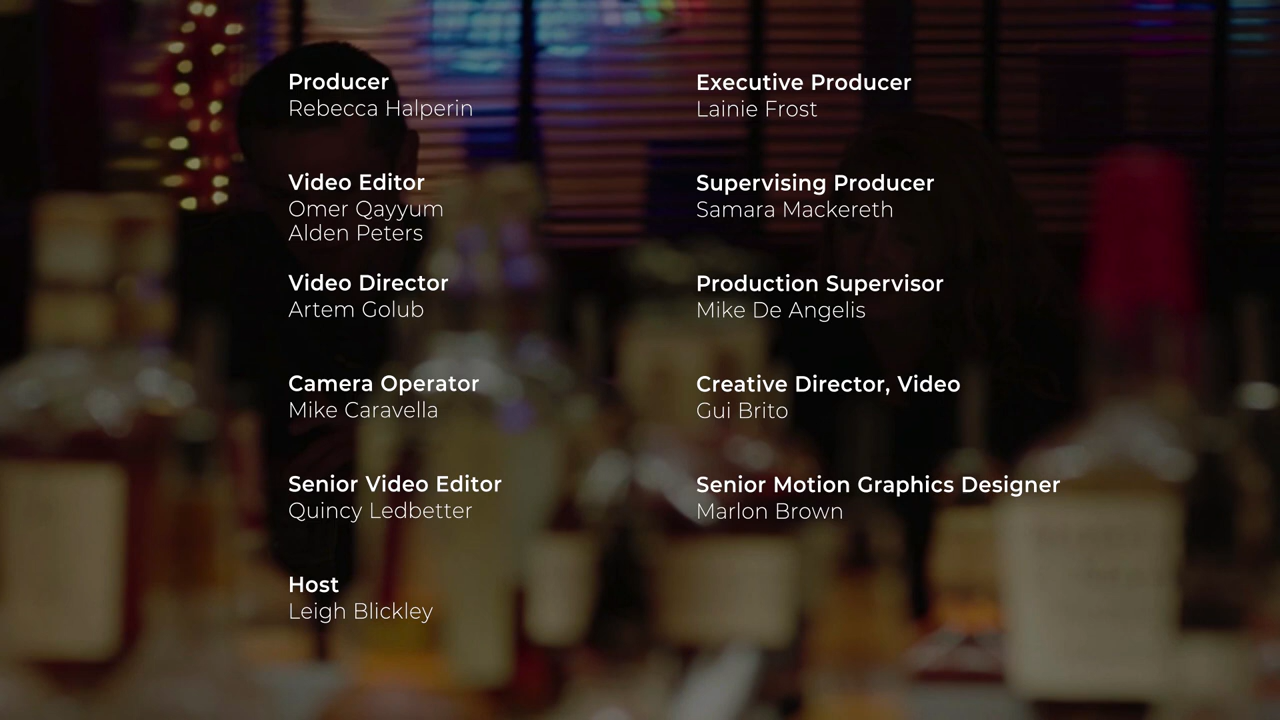 Producer
Rebecca Halperin
Video Editor
Omer Qayyum
Alden Peters
Video Director
Artem Golub
Camera Operator
Mike Caravella
Senior Video Editor
Quincy Ledbetter
Host
Leigh Blickley
Executive Producer
Lainie Frost
Supervising Producer
Samara Mackereth
Production Supervisor
Mike De Angelis
Creative Director, Video
Gui Brito
Senior Motion Graphics Designer
Marlon Brown